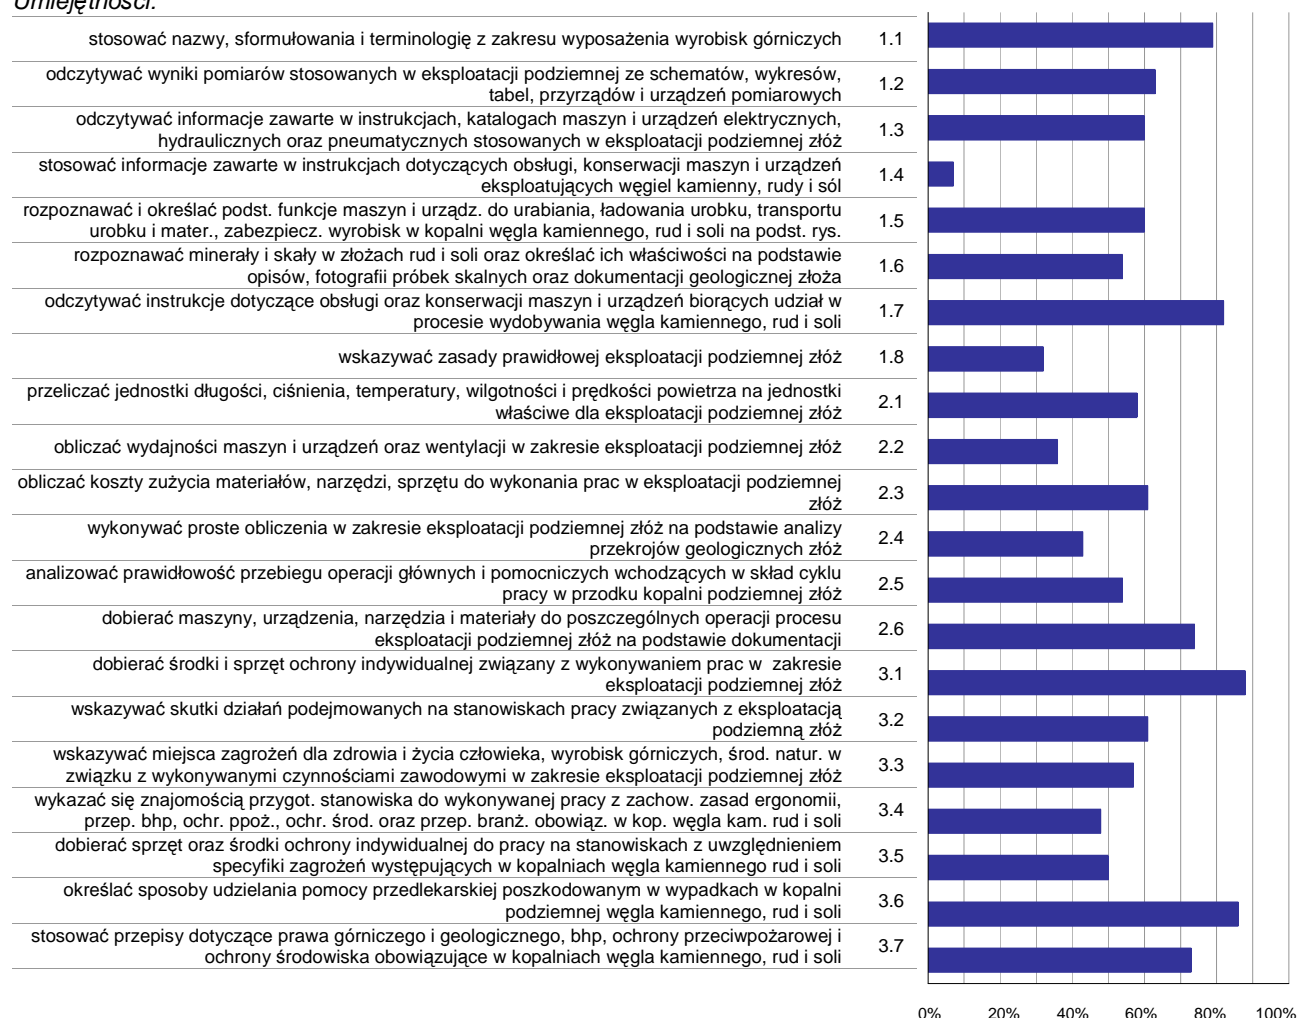 Umiejętności:
stosować nazwy, sformułowania i terminologię z zakresu wyposażenia wyrobisk górniczych 1.1
odczytywać wyniki pomiarów stosowanych w eksploatacji podziemnej ze schematów, wykresów,
tabel, przyrządów i urządzeń pomiarowych 1.2
odczytywać informacje zawarte w instrukcjach, katalogach maszyn i urządzeń elektrycznych,
hydraulicznych oraz pneumatycznych stosowanych w eksploatacji podziemnej złóż 1.3
stosować informacje zawarte w instrukcjach dotyczących obsługi, konserwacji maszyn i urządzeń
eksploatujących węgiel kamienny, rudy i sól 1.4
rozpoznawać i określać podst. funkcje maszyn i urządz. do urabiania, ładowania urobku, transportu
urobku i mater., zabezpiecz. wyrobisk w kopalni węgla kamiennego, rud i soli na podst. rys. 1.5
rozpoznawać minerały i skały w złożach rud i soli oraz określać ich właściwości na podstawie
opisów, fotografii próbek skalnych oraz dokumentacji geologicznej złoża 1.6
odczytywać instrukcje dotyczące obsługi oraz konserwacji maszyn i urządzeń biorących udział w
procesie wydobywania węgla kamiennego, rud i soli 1.7
wskazywać zasady prawidłowej eksploatacji podziemnej złóż 1.8
przeliczać jednostki długości, ciśnienia, temperatury, wilgotności i prędkości powietrza na jednostki
właściwe dla eksploatacji podziemnej złóż 2.1
obliczać wydajności maszyn i urządzeń oraz wentylacji w zakresie eksploatacji podziemnej złóż 2.2
obliczać koszty zużycia materiałów, narzędzi, sprzętu do wykonania prac w eksploatacji podziemnej
złóż 2.3
wykonywać proste obliczenia w zakresie eksploatacji podziemnej złóż na podstawie analizy
przekrojów geologicznych złóż 2.4
analizować prawidłowość przebiegu operacji głównych i pomocniczych wchodzących w skład cyklu
pracy w przodku kopalni podziemnej złóż 2.5
dobierać maszyny, urządzenia, narzędzia i materiały do poszczególnych operacji procesu
eksploatacji podziemnej złóż na podstawie dokumentacji 2.6
dobierać środki i sprzęt ochrony indywidualnej związany z wykonywaniem prac w zakresie
eksploatacji podziemnej złóż 3.1
wskazywać skutki działań podejmowanych na stanowiskach pracy związanych z eksploatacją
podziemną złóż 3.2
wskazywać miejsca zagrożeń dla zdrowia i życia człowieka, wyrobisk górniczych, środ. natur. w
związku z wykonywanymi czynnościami zawodowymi w zakresie eksploatacji podziemnej złóż 3.3
wykazać się znajomością przygot. stanowiska do wykonywanej pracy z zachow. zasad ergonomii,
przep. bhp, ochr. ppoż., ochr. środ. oraz przep. branż. obowiąz. w kop. węgla kam. rud i soli 3.4
dobierać sprzęt oraz środki ochrony indywidualnej do pracy na stanowiskach z uwzględnieniem
specyfiki zagrożeń występujących w kopalniach węgla kamiennego rud i soli 3.5
określać sposoby udzielania pomocy przedlekarskiej poszkodowanym w wypadkach w kopalni
podziemnej węgla kamiennego, rud i soli 3.6
stosować przepisy dotyczące prawa górniczego i geologicznego, bhp, ochrony przeciwpożarowej i
ochrony środowiska obowiązujące w kopalniach węgla kamiennego, rud i soli 3.7
0% 20% 40% 60% 80% 100%